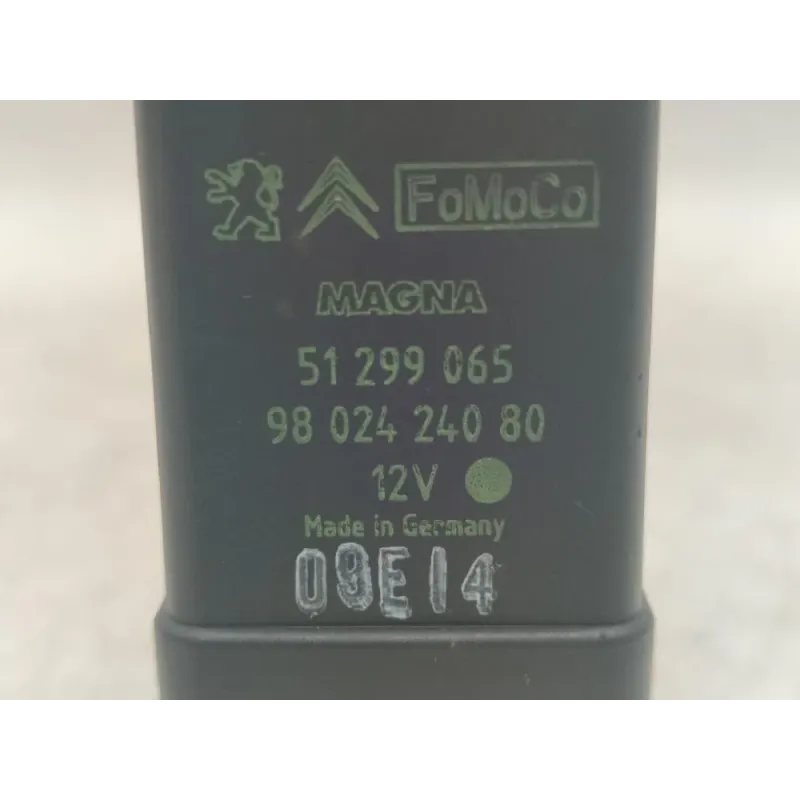 FoMoCo
MAGNA
51 299 065
98 024 240 80
12V
Made in Germany
09E14